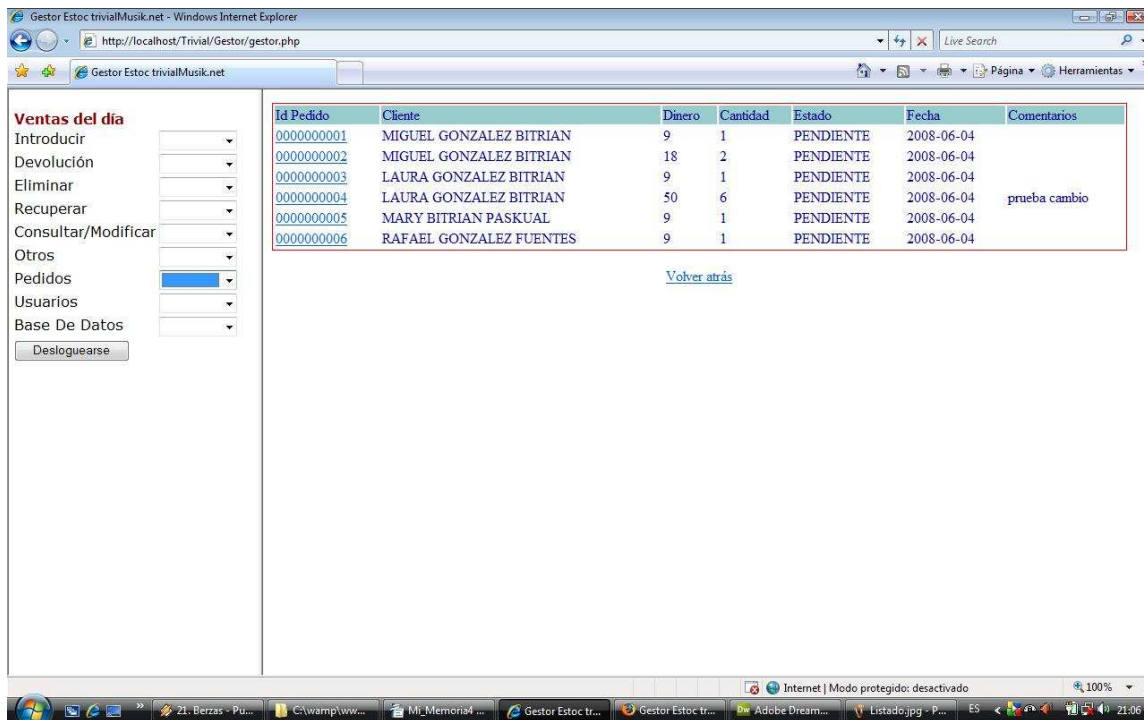 Gestor Estoc trivialMusik.net - Windows Internet Explorer
http://localhost/Trivial/Gestor/gestor.php
Live Search
Gestor Estoc trivialMusik.net
Página
Herramientas
Ventas del día
Introducir
Devolución
Eliminar
Recuperar
Consultar/Modificar
Otros
Pedidos
Usuarios
Base De Datos
Desloguearse
Id Pedido Cliente Dinero Cantidad Estado Fecha Comentarios
0000000001 MIGUEL GONZALEZ BITRIAN 9 1 PENDIENTE 2008-06-04
0000000002 MIGUEL GONZALEZ BITRIAN 18 2 PENDIENTE 2008-06-04
0000000003 LAURA GONZALEZ BITRIAN 9 1 PENDIENTE 2008-06-04
0000000004 LAURA GONZALEZ BITRIAN 50 6 PENDIENTE 2008-06-04 prueba cambio
0000000005 MARY BITRIAN PASKUAL 9 1 PENDIENTE 2008-06-04
0000000006 RAFAEL GONZALEZ FUENTES 9 1 PENDIENTE 2008-06-04
Volver atrás
Internet | Modo protegido: desactivado 100%
21. Berzas - Pu... C:\wamp\ww... Mi_Memoria4 ... Gestor Estoc tr... Gestor Estoc tr... Adobe Dream... Listado.jpg - P... ES 21:06